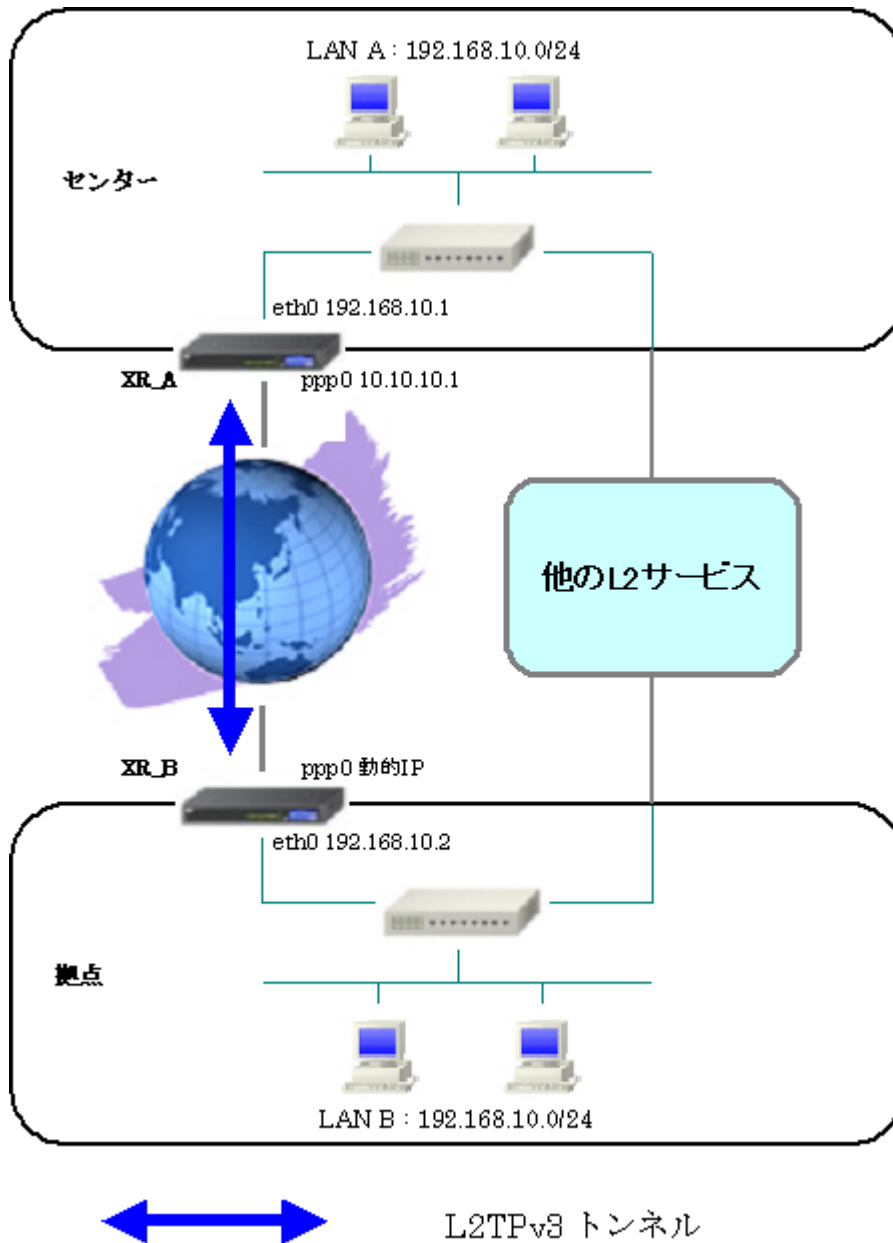 LAN A：192.168.10.0/24
センター
eth0 192.168.10.1
XR_A
ppp0 10.10.10.1
他のL2サービス
XR_B
ppp0 動的IP
eth0 192.168.10.2
拠点
LAN B：192.168.10.0/24
L2TPv3 トンネル